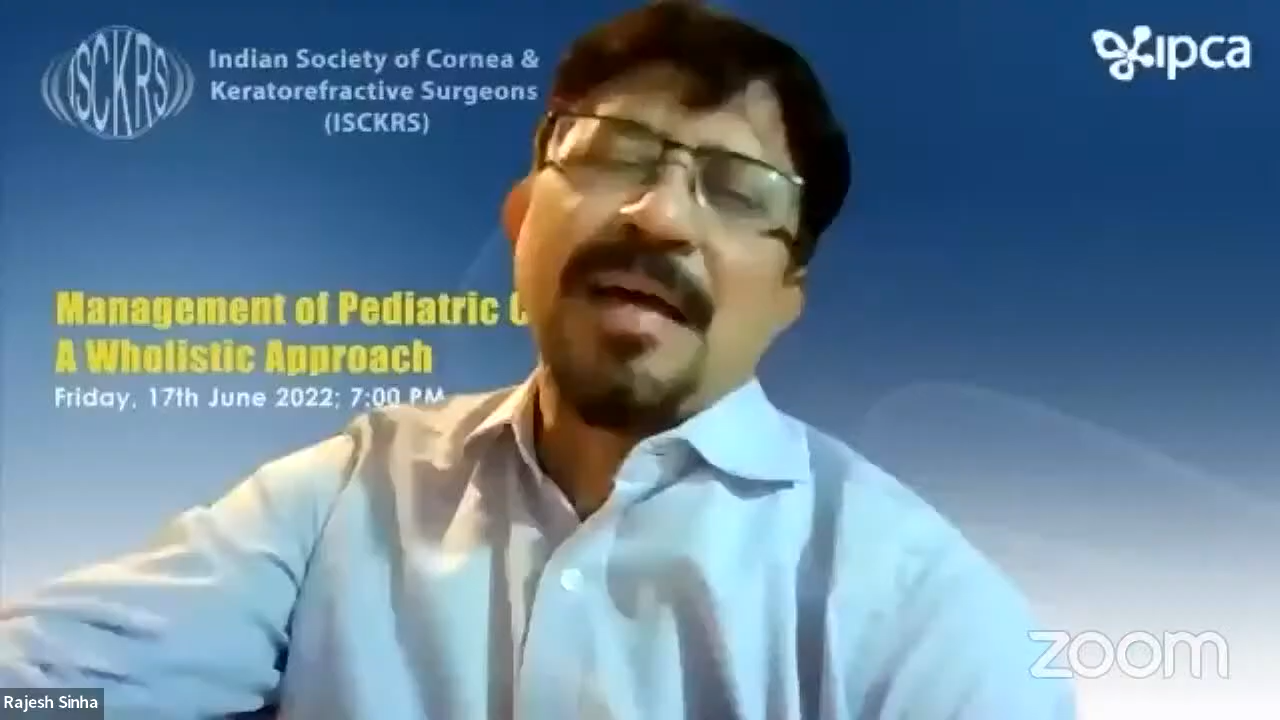 ISCKRS
Indian Society of Cornea &
Keratorefractive Surgeons
(ISCKRS)
ipca
Management of Pediatric
A Wholistic Approach
Friday, 17th June 2022; 7:00 PM
zoom
Rajesh Sinha